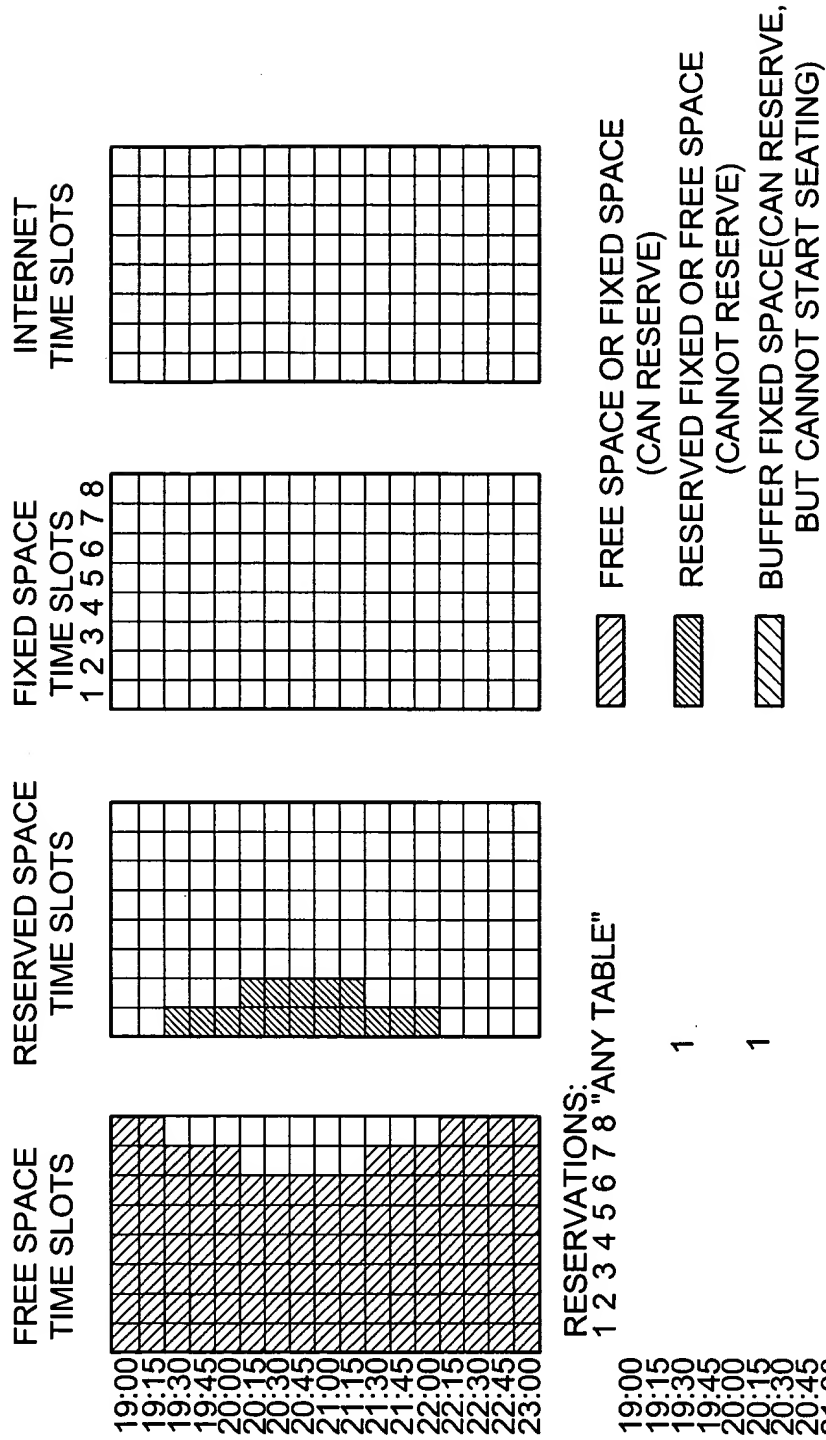 FREE SPACE
TIME SLOTS
RESERVED SPACE
TIME SLOTS
FIXED SPACE
TIME SLOTS
1 2 3 4 5 6 7 8
INTERNET
TIME SLOTS
19:00
19:15
19:30
19:45
20:00
20:15
20:30
20:45
21:00
21:15
21:30
21:45
22:00
22:15
22:30
22:45
23:00
RESERVATIONS:
1 2 3 4 5 6 7 8 "ANY TABLE"
19:00
19:15
19:30 1
19:45
20:00
20:15 1
20:30
20:45
FREE SPACE OR FIXED SPACE
(CAN RESERVE)
RESERVED FIXED OR FREE SPACE
(CANNOT RESERVE)
BUFFER FIXED SPACE(CAN RESERVE,
BUT CANNOT START SEATING)